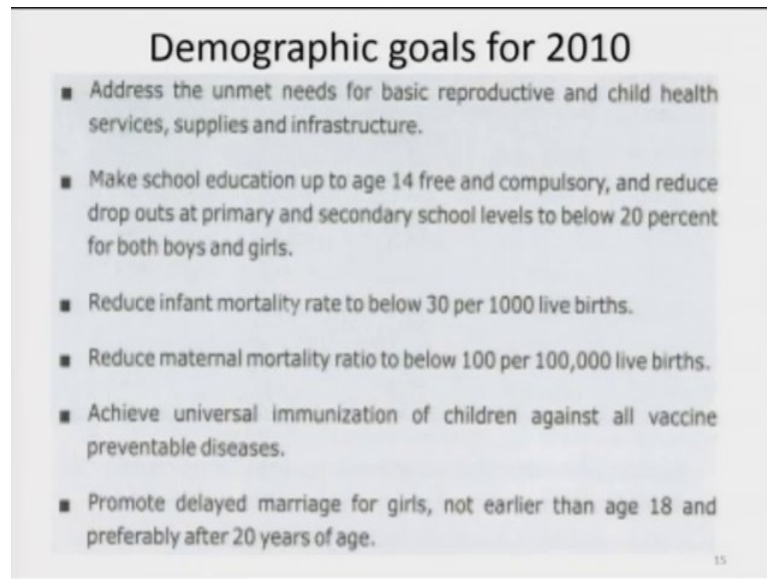 Demographic goals for 2010
■ Address the unmet needs for basic reproductive and child health
services, supplies and infrastructure.
■ Make school education up to age 14 free and compulsory, and reduce
drop outs at primary and secondary school levels to below 20 percent
for both boys and girls.
■ Reduce infant mortality rate to below 30 per 1000 live births.
■ Reduce maternal mortality ratio to below 100 per 100,000 live births.
■ Achieve universal immunization of children against all vaccine
preventable diseases.
■ Promote delayed marriage for girls, not earlier than age 18 and
preferably after 20 years of age.
15